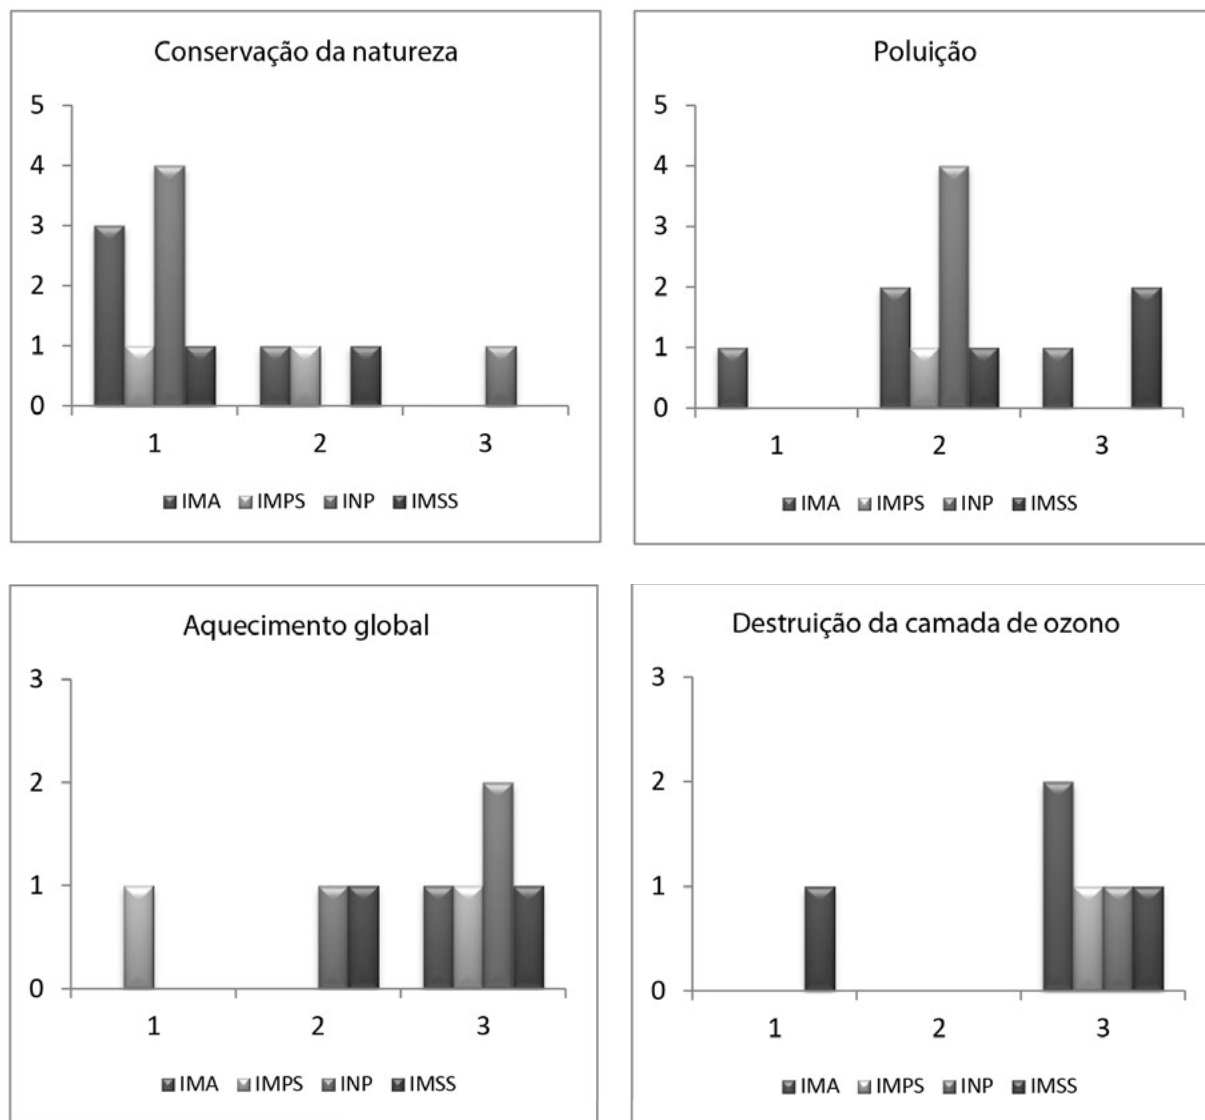 Conservação da natureza
5
4
3
2
1
0
1 2 3
IMA IMPS INP IMSS
Poluição
5
4
3
2
1
0
1 2 3
IMA IMPS INP IMSS
Aquecimento global
3
2
1
0
1 2 3
IMA IMPS INP IMSS
Destruição da camada de ozono
3
2
1
0
1 2 3
IMA IMPS INP IMSS